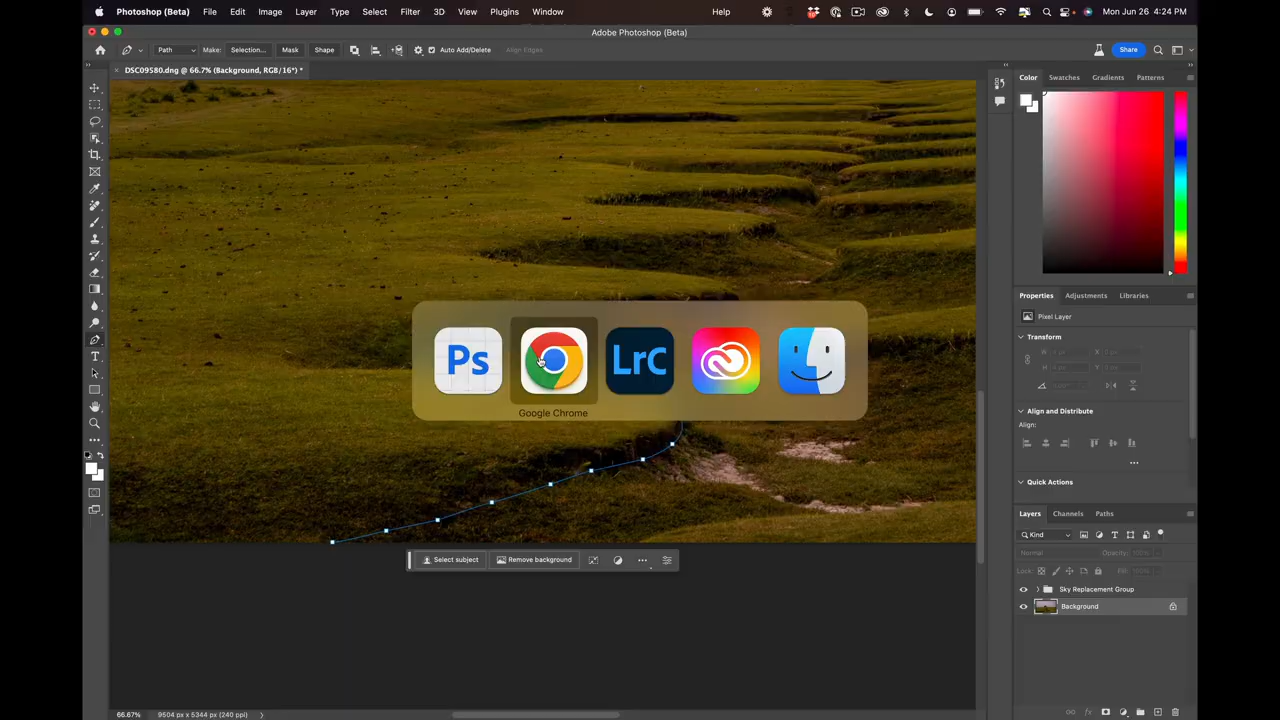 Photoshop (Beta) File Edit Image Layer Type Select Filter 3D View Plugins Window Help Mon Jun 26 4:24 PM
Adobe Photoshop (Beta)
Path Make: Selection... Mask Shape Auto Add/Delete Align Edges Share
DSC09580.dng @ 66.7% (Background, RGB/16*) *
Color Swatches Gradients Patterns
Properties Adjustments Libraries
Pixel Layer
Transform
Ps LrC
Google Chrome
Align and Distribute
Align:
Quick Actions
Layers Channels Paths
Kind
Normal Opacity: 100%
Select subject Remove background
Lock: Fill: 100%
Sky Replacement Group
Background
66.67% 9504 px x 5344 px (240 ppi)